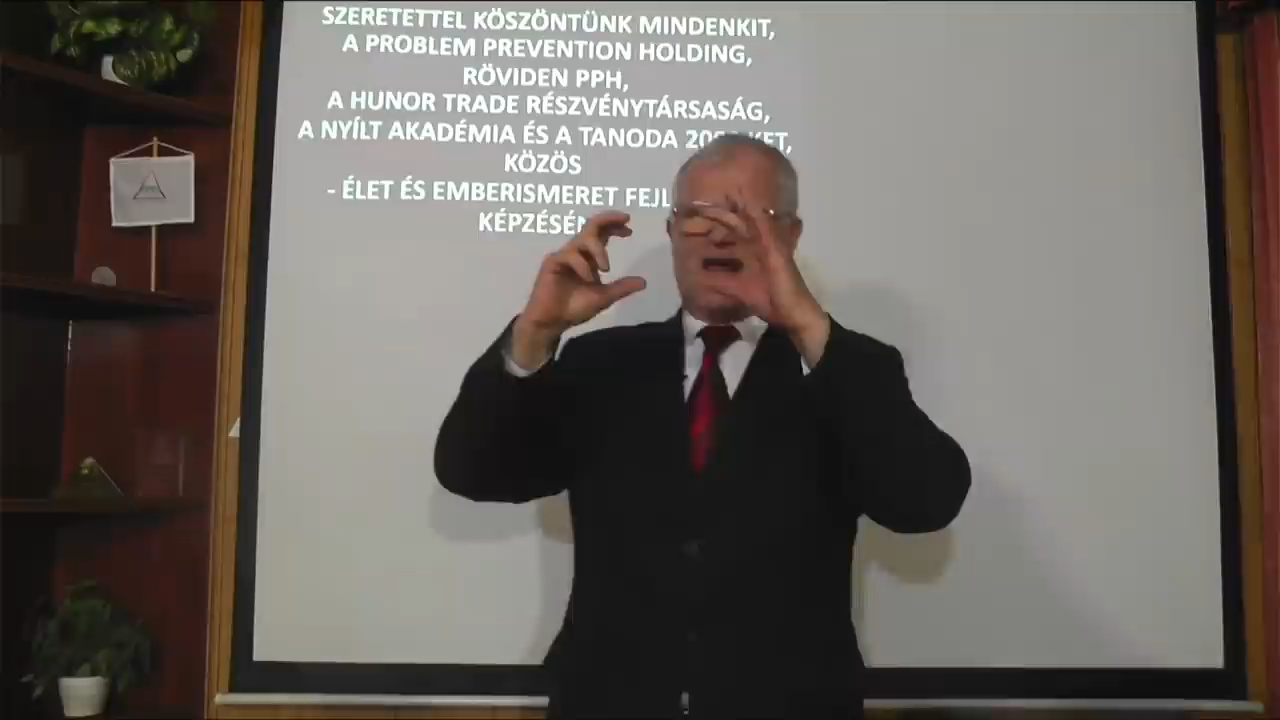 SZERETETTEL KÖSZÖNTÜNK MINDENKIT,
A PROBLEM PREVENTION HOLDING,
RÖVIDEN PPH,
A HUNOR TRADE RÉSZVÉNYTÁRSASÁG,
A NYÍLT AKADÉMIA ÉS A TANODA
KÖZÖS
- ÉLET ÉS EMBERISMERET